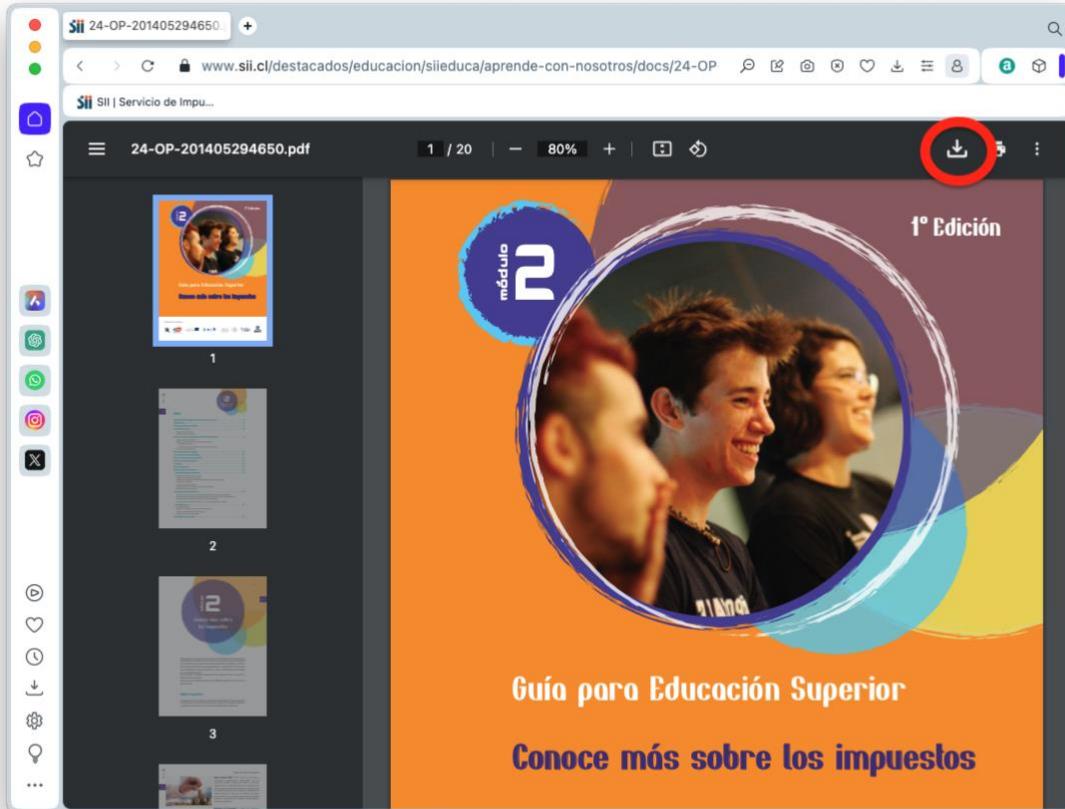 Sii 24-OP-201405294650.
www.sii.cl/destacados/educacion/siieduca/aprende-con-nosotros/docs/24-OP
Sii SII | Servicio de Impu...
24-OP-201405294650.pdf 1 / 20 | − 80% + |
1
2
3
1° Edición
módulo 2
Guía para Educación Superior
Conoce más sobre los impuestos